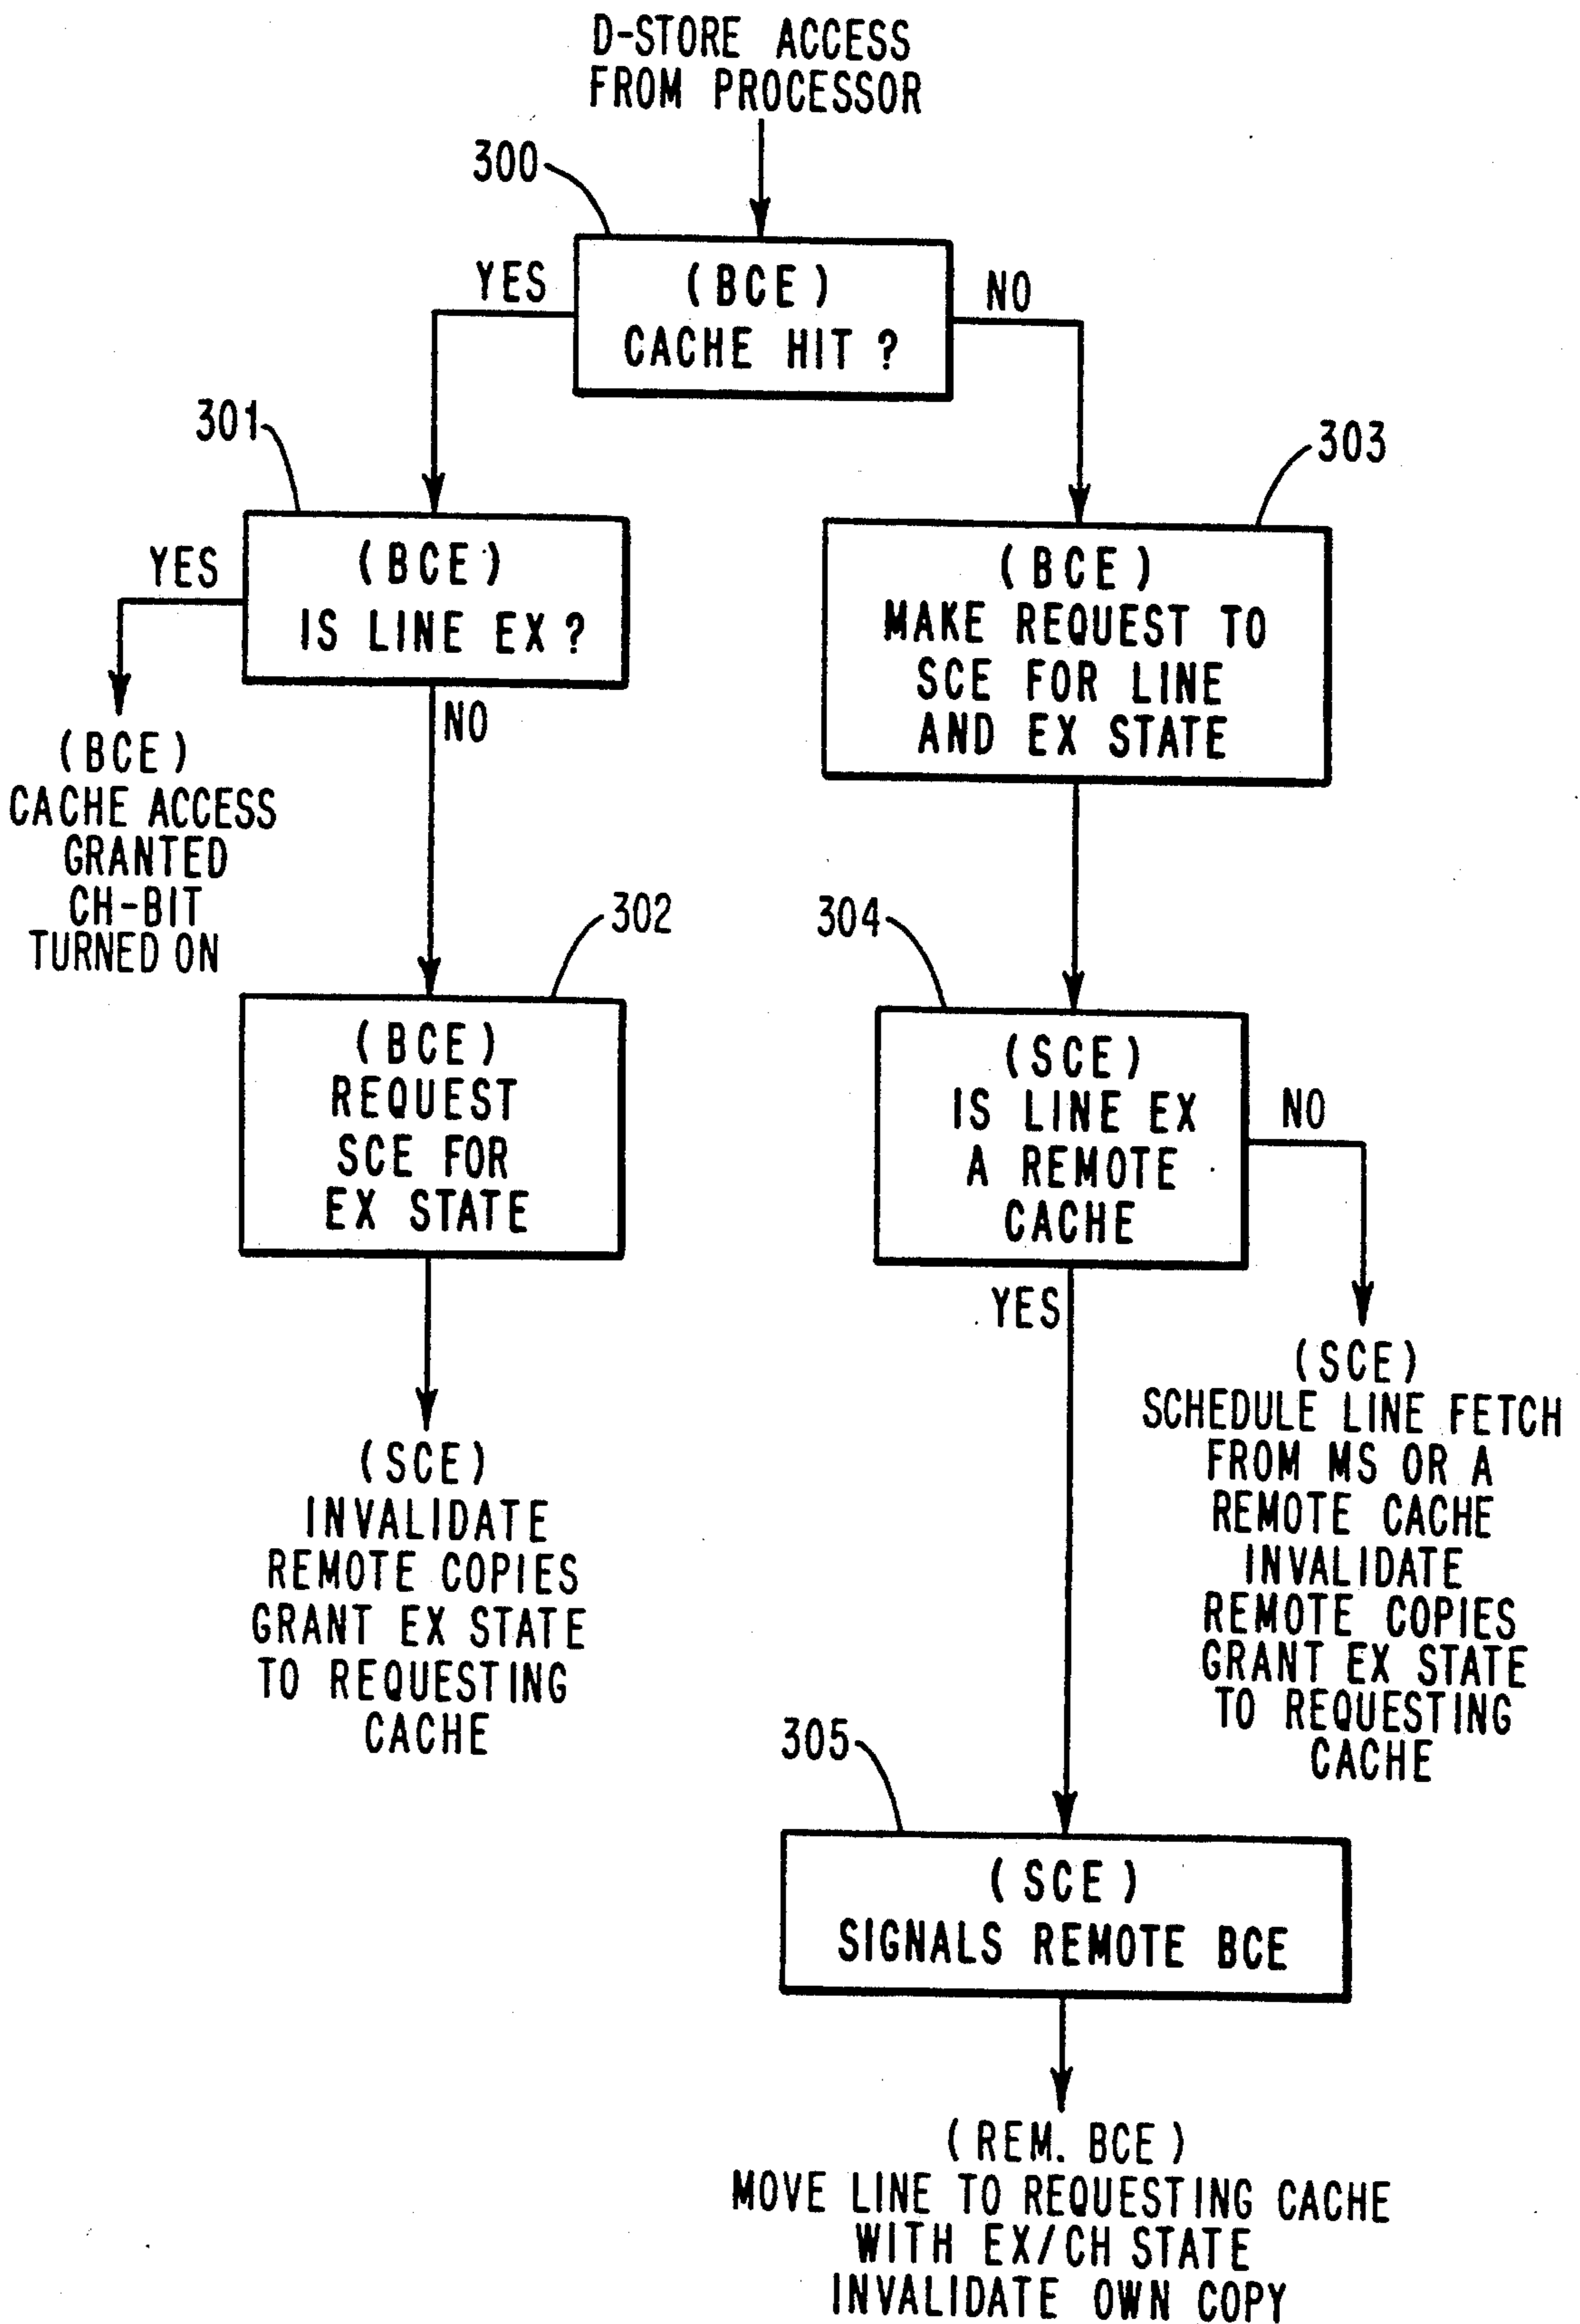 D-STORE ACCESS
FROM PROCESSOR
300
(BCE)
CACHE HIT ?
YES
NO
301
(BCE)
IS LINE EX?
YES
NO
(BCE)
CACHE ACCESS
GRANTED
CH-BIT
TURNED ON
302
(BCE)
REQUEST
SCE FOR
EX STATE
(SCE)
INVALIDATE
REMOTE COPIES
GRANT EX STATE
TO REQUESTING
CACHE
303
(BCE)
MAKE REQUEST TO
SCE FOR LINE
AND EX STATE
304
(SCE)
IS LINE EX
A REMOTE
CACHE
NO
YES
(SCE)
SCHEDULE LINE FETCH
FROM MS OR A
REMOTE CACHE
INVALIDATE
REMOTE COPIES
GRANT EX STATE
TO REQUESTING
CACHE
305
(SCE)
SIGNALS REMOTE BCE
(REM. BCE)
MOVE LINE TO REQUESTING CACHE
WITH EX/CH STATE
INVALIDATE OWN COPY